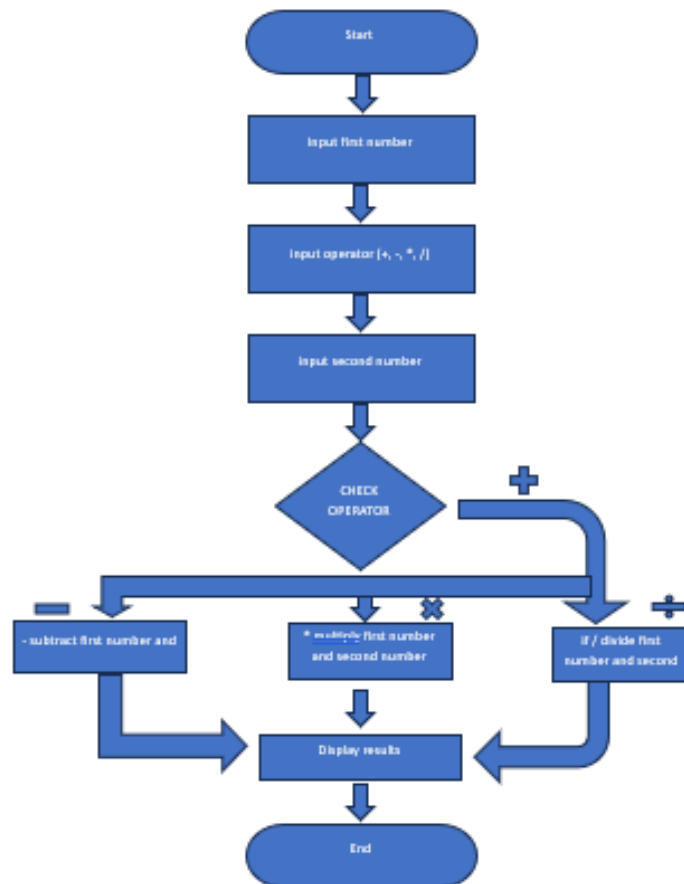 Start
Input first number
Input operator (+, -, *, /)
Input second number
CHECK
OPERATOR
- subtract first number and
* multiply first number
and second number
if / divide first
number and second
Display results
End